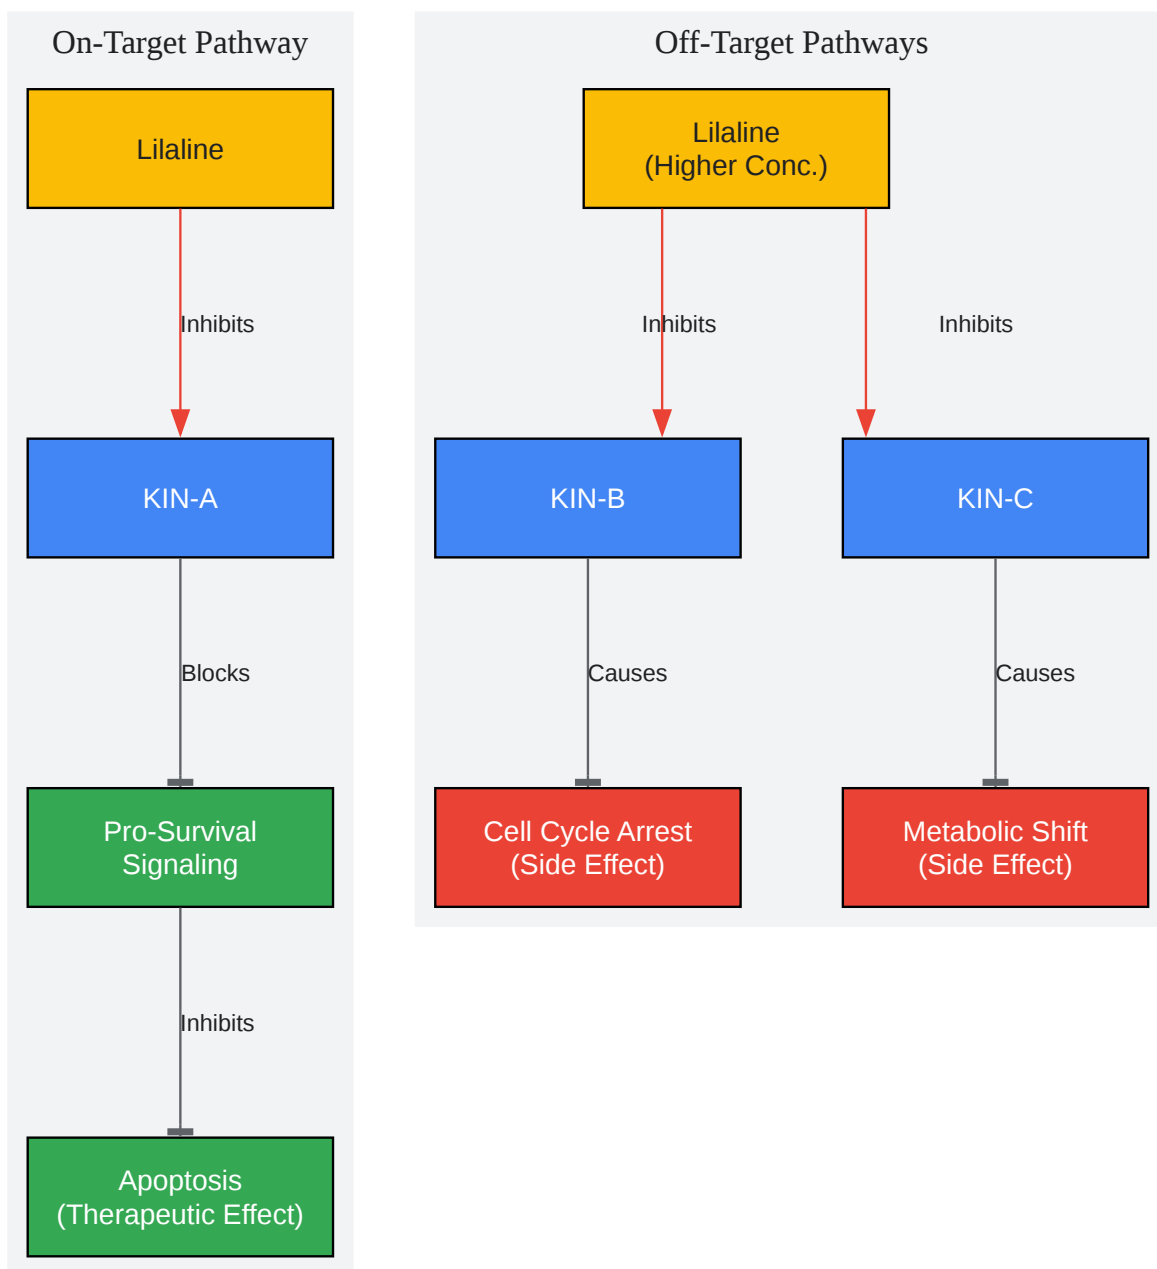 On-Target Pathway
Lilaline
Inhibits
KIN-A
Blocks
Pro-Survival
Signaling
Inhibits
Apoptosis
(Therapeutic Effect)
Off-Target Pathways
Lilaline
(Higher Conc.)
Inhibits
Inhibits
KIN-B
KIN-C
Causes
Causes
Cell Cycle Arrest
(Side Effect)
Metabolic Shift
(Side Effect)